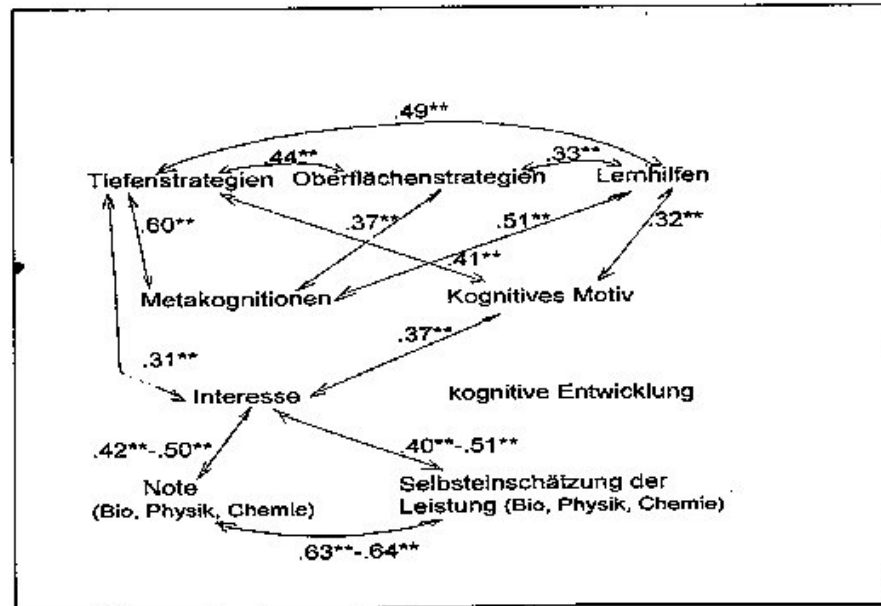 .49**
.44**
.33**
Tiefenstrategien Oberflächenstrategien Lernhilfen
.60**
.37**
.51**
.32**
.41**
Metakognitionen
Kognitives Motiv
.37**
.31**
Interesse
kognitive Entwicklung
.42**-.50**
.40**-.51**
Note
(Bio, Physik, Chemie)
Selbsteinschätzung der
Leistung (Bio, Physik, Chemie)
.63**-.64**